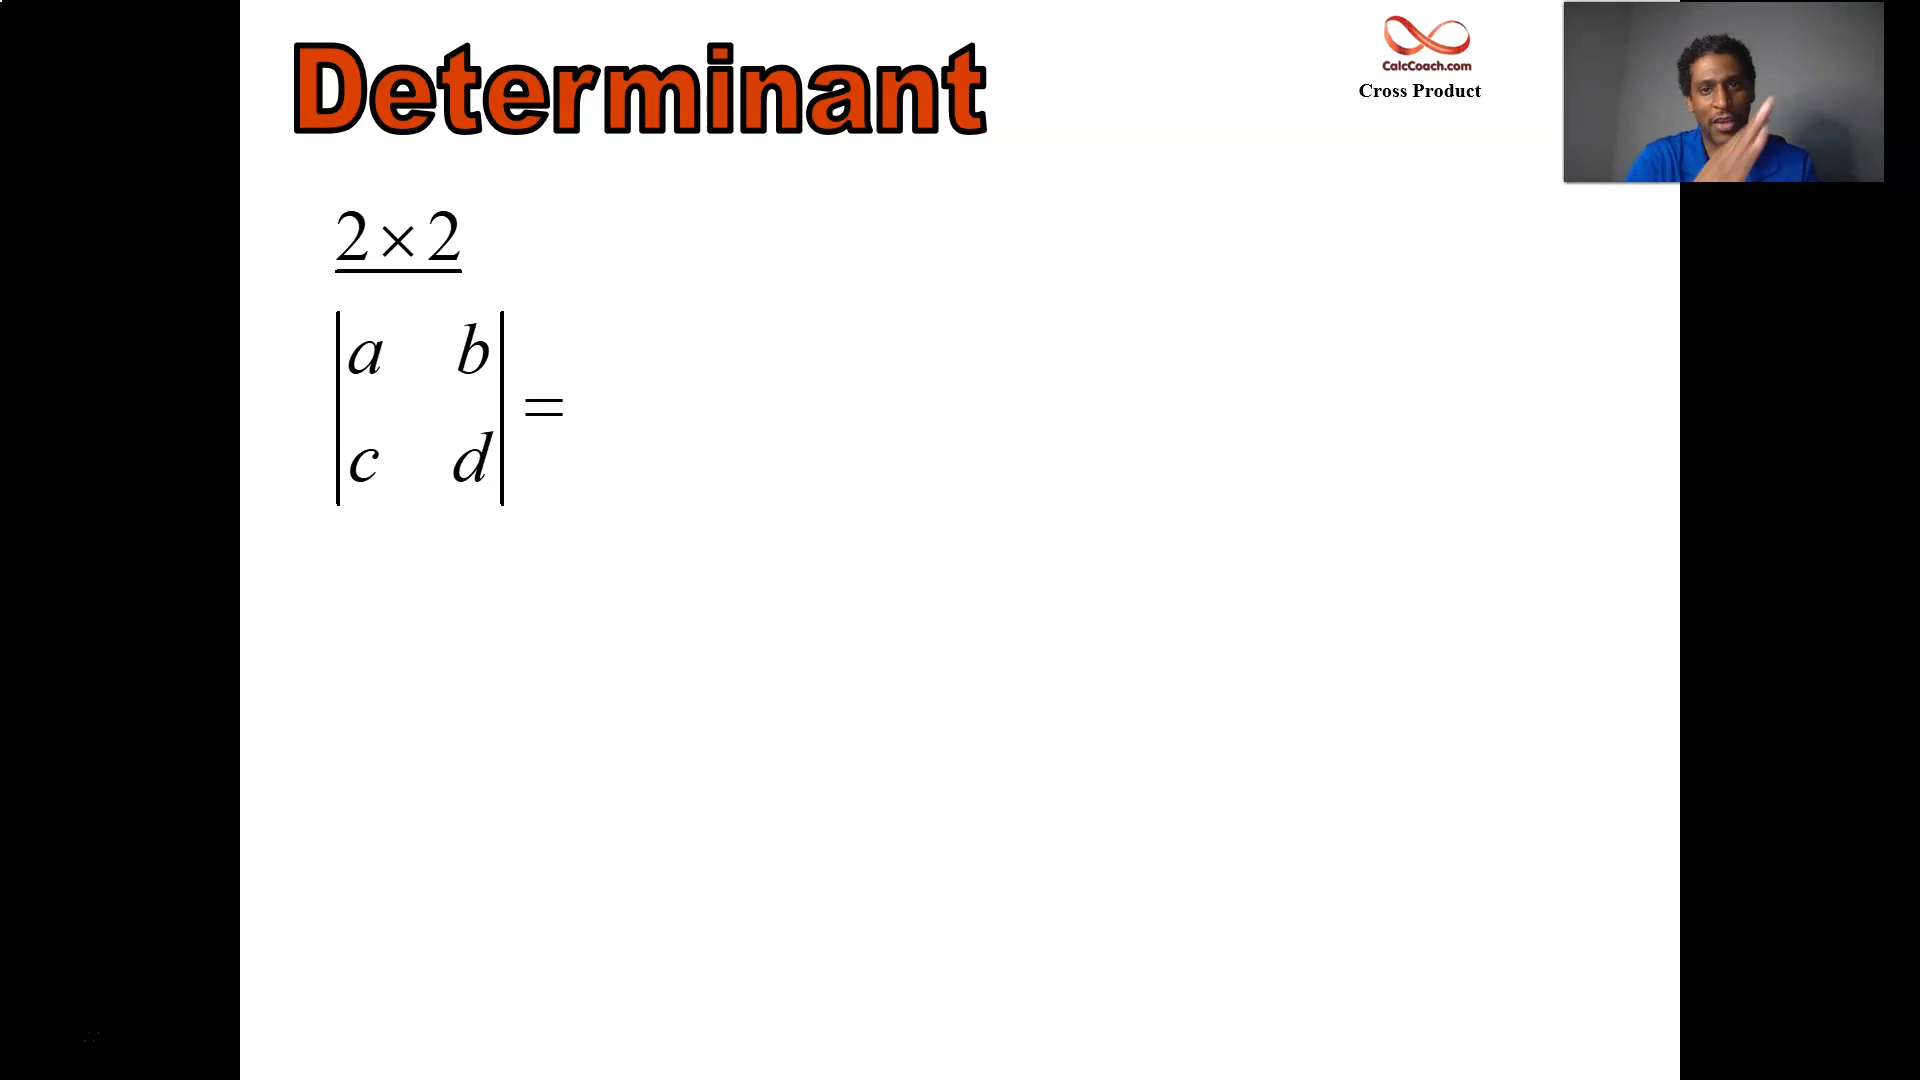 Determinant
CalcCoach.com
Cross Product
2×2
a b
=
c d